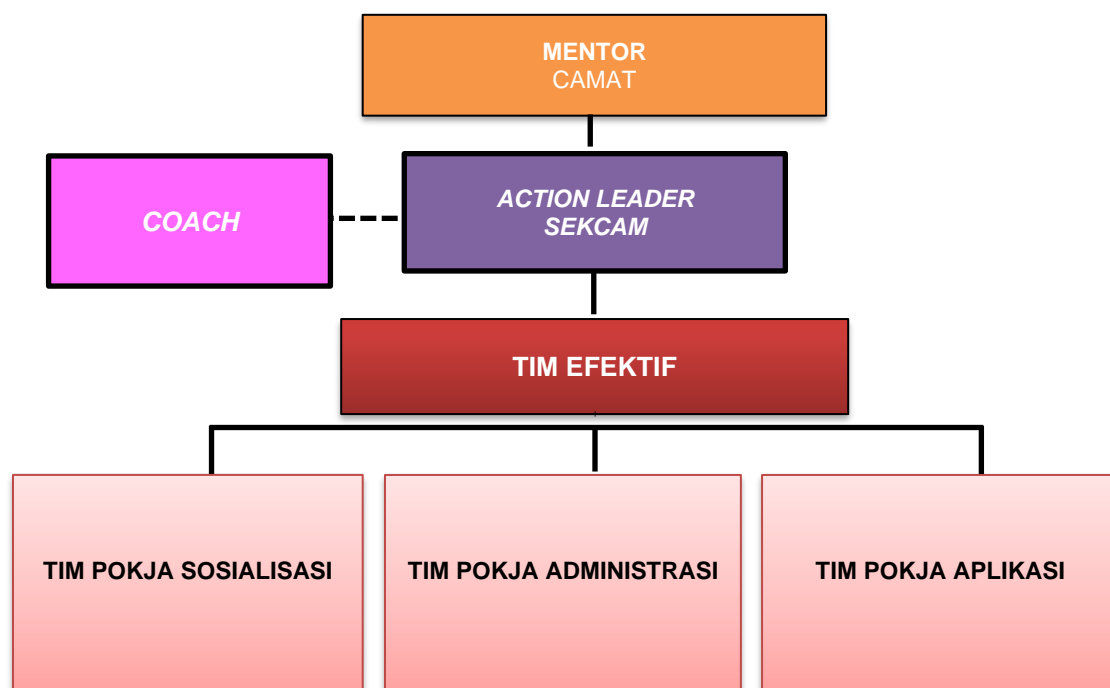 MENTOR
CAMAT
COACH
ACTION LEADER
SEKCAM
TIM EFEKTIF
TIM POKJA SOSIALISASI
TIM POKJA ADMINISTRASI
TIM POKJA APLIKASI